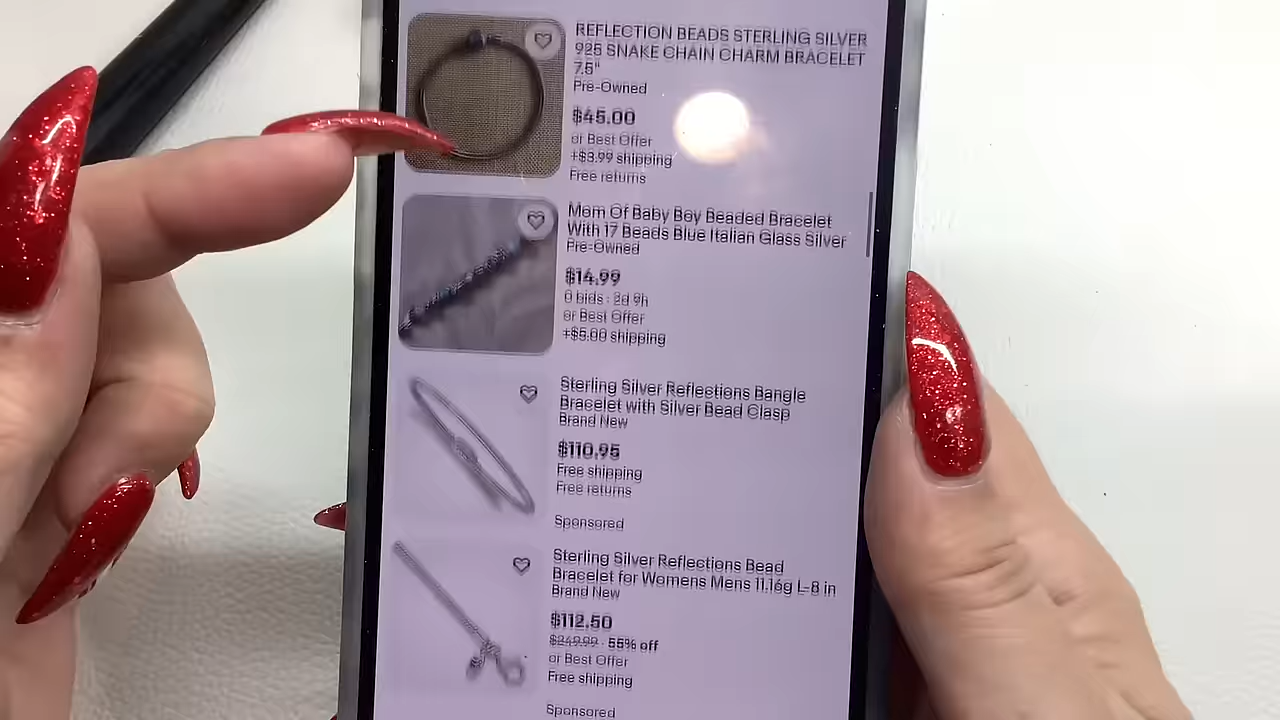 REFLECTION BEADS STERLING SILVER
925 SNAKE CHAIN CHARM BRACELET
7.5"
Pre-Owned
$45.00
or Best Offer
+$3.99 shipping
Free returns
Mom Of Baby Boy Beaded Bracelet
With 17 Beads Blue Italian Glass Silver
Pre-Owned
$14.99
0 bids · 2d 9h
or Best Offer
+$5.00 shipping
Sterling Silver Reflections Bangle
Bracelet with Silver Bead Clasp
Brand New
$110.95
Free shipping
Free returns
Sponsored
Sterling Silver Reflections Bead
Bracelet for Womens Mens 11.16g L-8 in
Brand New
$112.50
$249.99 · 55% off
or Best Offer
Free shipping
Sponsored